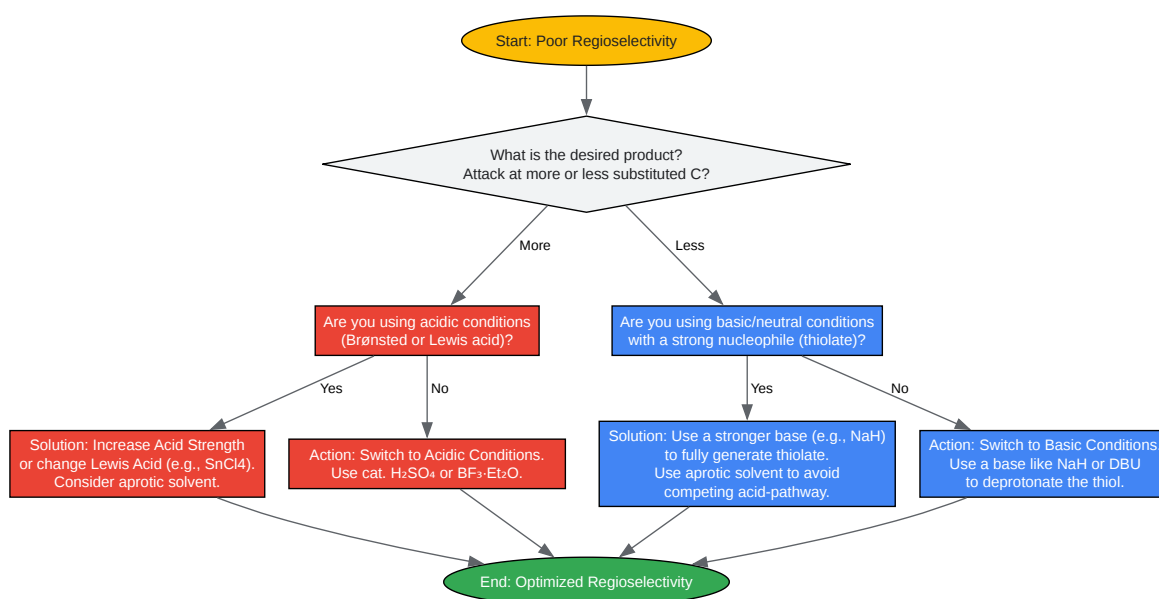 Start: Poor Regioselectivity
What is the desired product?
Attack at more or less substituted C?
More
Less
Are you using acidic conditions
(Brønsted or Lewis acid)?
Are you using basic/neutral conditions
with a strong nucleophile (thiolate)?
Yes
No
Yes
No
Solution: Increase Acid Strength
or change Lewis Acid (e.g., SnCl4).
Consider aprotic solvent.
Action: Switch to Acidic Conditions.
Use cat. H₂SO₄ or BF₃·Et₂O.
Solution: Use a stronger base (e.g., NaH)
to fully generate thiolate.
Use aprotic solvent to avoid
competing acid-pathway.
Action: Switch to Basic Conditions.
Use a base like NaH or DBU
to deprotonate the thiol.
End: Optimized Regioselectivity